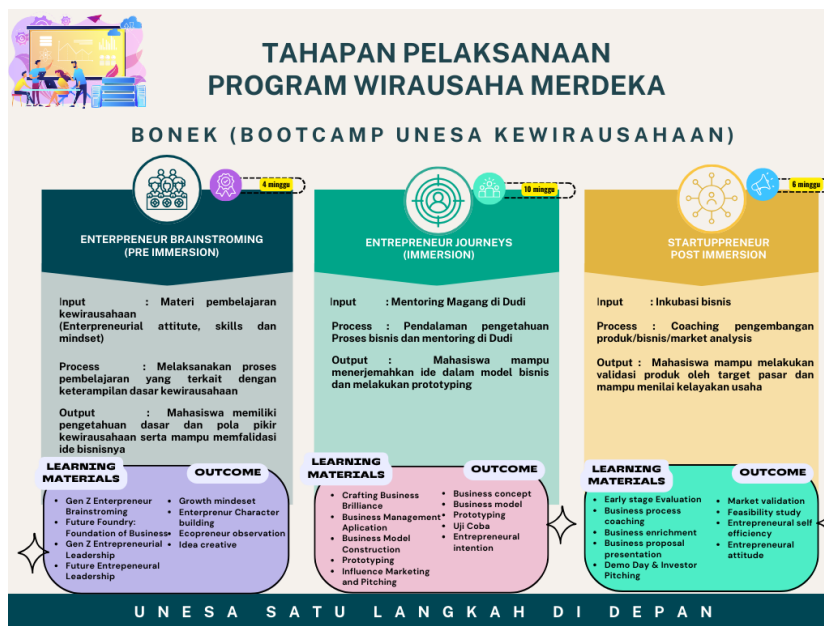 TAHAPAN PELAKSANAAN
PROGRAM WIRAUSAHA MERDEKA
BONEK (BOOTCAMP UNESA KEWIRAUSAHAAN)
4 minggu
ENTERPRENEUR BRAINSTROMING
(PRE IMMERSION)
Input : Materi pembelajaran
kewirausahaan
(Enterpreneurial attitute, skills dan
mindset)
Process : Melaksanakan proses
pembelajaran yang terkait dengan
keterampilan dasar kewirausahaan
Output : Mahasiswa memiliki
pengetahuan dasar dan pola pikir
kewirausahaan serta mampu memfalidasi
ide bisnisnya
LEARNING
MATERIALS
Gen Z Enterpreneur
Brainstroming
Future Foundry:
Foundation of Business
Gen Z Entrepreneurial
Leadership
Future Entrepeneural
Leadership
OUTCOME
Growth mindeset
Enterprenur Character
building
Ecopreneur observation
Idea creative
10 minggu
ENTREPRENEUR JOURNEYS
(IMMERSION)
Input : Mentoring Magang di Dudi
Process : Pendalaman pengetahuan
Proses bisnis dan mentoring di Dudi
Output : Mahasiswa mampu
menerjemahkan ide dalam model bisnis
dan melakukan prototyping
LEARNING
MATERIALS
Crafting Business
Brilliance
Business Management
Aplication
Business Model
Construction
Prototyping
Influence Marketing
and Pitching
OUTCOME
Business concept
Business model
Prototyping
Uji Coba
Entrepreneurial
intention
6 minggu
STARTUPPRENEUR
POST IMMERSION
Input : Inkubasi bisnis
Process : Coaching pengembangan
produk/bisnis/market analysis
Output : Mahasiswa mampu melakukan
validasi produk oleh target pasar dan
mampu menilai kelayakan usaha
LEARNING
MATERIALS
Early stage Evaluation
Business process
coaching
Business enrichment
Business proposal
presentation
Demo Day & Investor
Pitching
OUTCOME
Market validation
Feasibility study
Entrepreneurial self
efficiency
Entrepreneurial
attitude
UNESA SATU LANGKAH DI DEPAN